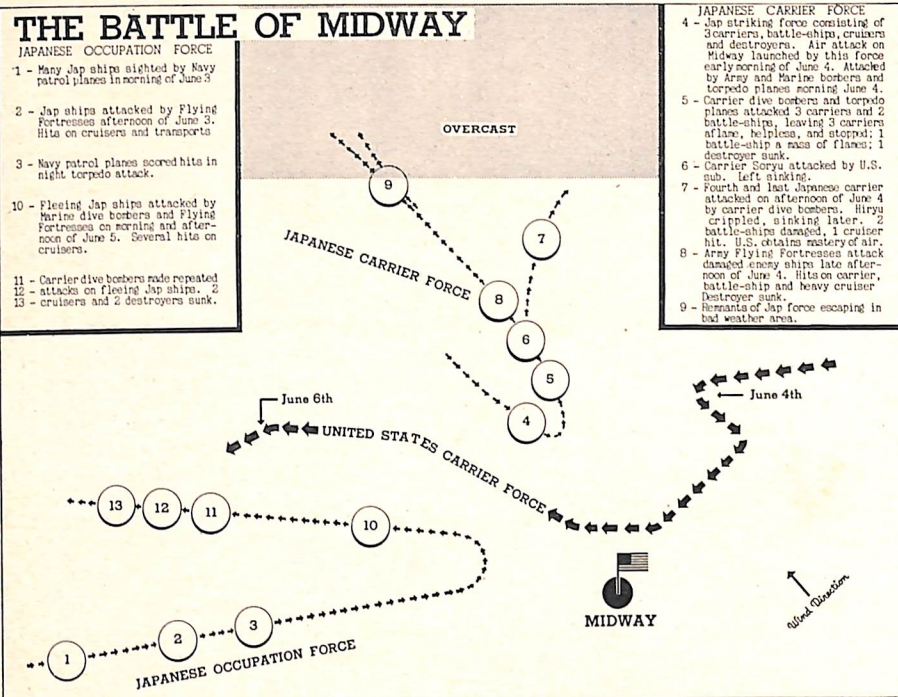 THE BATTLE OF MIDWAY
JAPANESE OCCUPATION FORCE
1 - Many Jap ships sighted by Navy
patrol planes in morning of June 3
2 - Jap ships attacked by Flying
Fortresses afternoon of June 3.
Hits on cruisers and transports
3 - Navy patrol planes scored hits in
night torpedo attack.
10 - Fleeing Jap ships attacked by
Marine dive bombers and Flying
Fortresses on morning and after-
noon of June 5. Several hits on
cruisers.
11 - Carrier dive bombers made repeated
12 - attacks on fleeing Jap ships. 2
13 - cruisers and 2 destroyers sunk.
JAPANESE CARRIER FORCE
4 - Jap striking force consisting of
3 carriers, battle-ships, cruisers
and destroyers. Air attack on
Midway launched by this force
early morning of June 4. Attacked
by Army and Marine bombers and
torpedo planes morning June 4.
5 - Carrier dive bombers and torpedo
planes attacked 3 carriers and 2
battle-ships, leaving 3 carriers
aflame, helpless, and stopped; 1
battle-ship a mass of flames; 1
destroyer sunk.
6 - Carrier Soryu attacked by U.S.
sub. Left sinking.
7 - Fourth and last Japanese carrier
attacked on afternoon of June 4
by carrier dive bombers. Hiryu
crippled, sinking later. 2
battle-ships damaged, 1 cruiser
hit. U.S. obtains mastery of air.
8 - Army Flying Fortresses attack
damaged enemy ships late after-
noon of June 4. Hits on carrier,
battle-ship and heavy cruiser
Destroyer sunk.
9 - Remnants of Jap force escaping in
bad weather area.
OVERCAST
9
7
JAPANESE CARRIER FORCE
8
6
5
4
June 6th
June 4th
UNITED STATES CARRIER FORCE
13
12
11
10
MIDWAY
Wind Direction
3
2
1
JAPANESE OCCUPATION FORCE